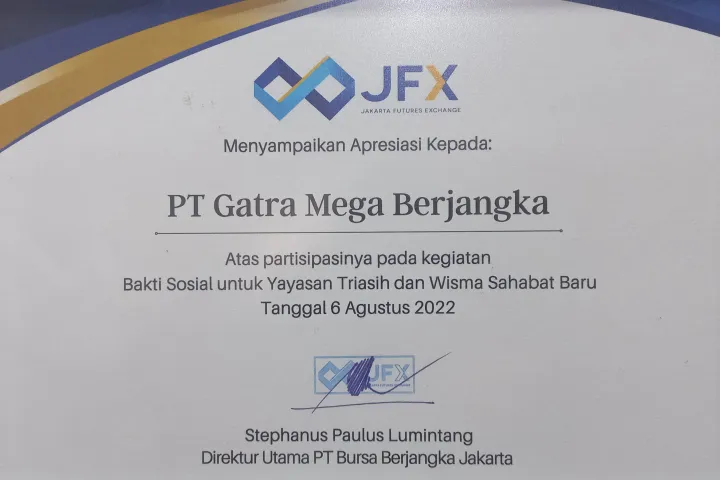 JFX
JAKARTA FUTURES EXCHANGE
Menyampaikan Apresiasi Kepada:
PT Gatra Mega Berjangka
Atas partisipasinya pada kegiatan
Bakti Sosial untuk Yayasan Triasih dan Wisma Sahabat Baru
Tanggal 6 Agustus 2022
JFX
Stephanus Paulus Lumintang
Direktur Utama PT Bursa Berjangka Jakarta